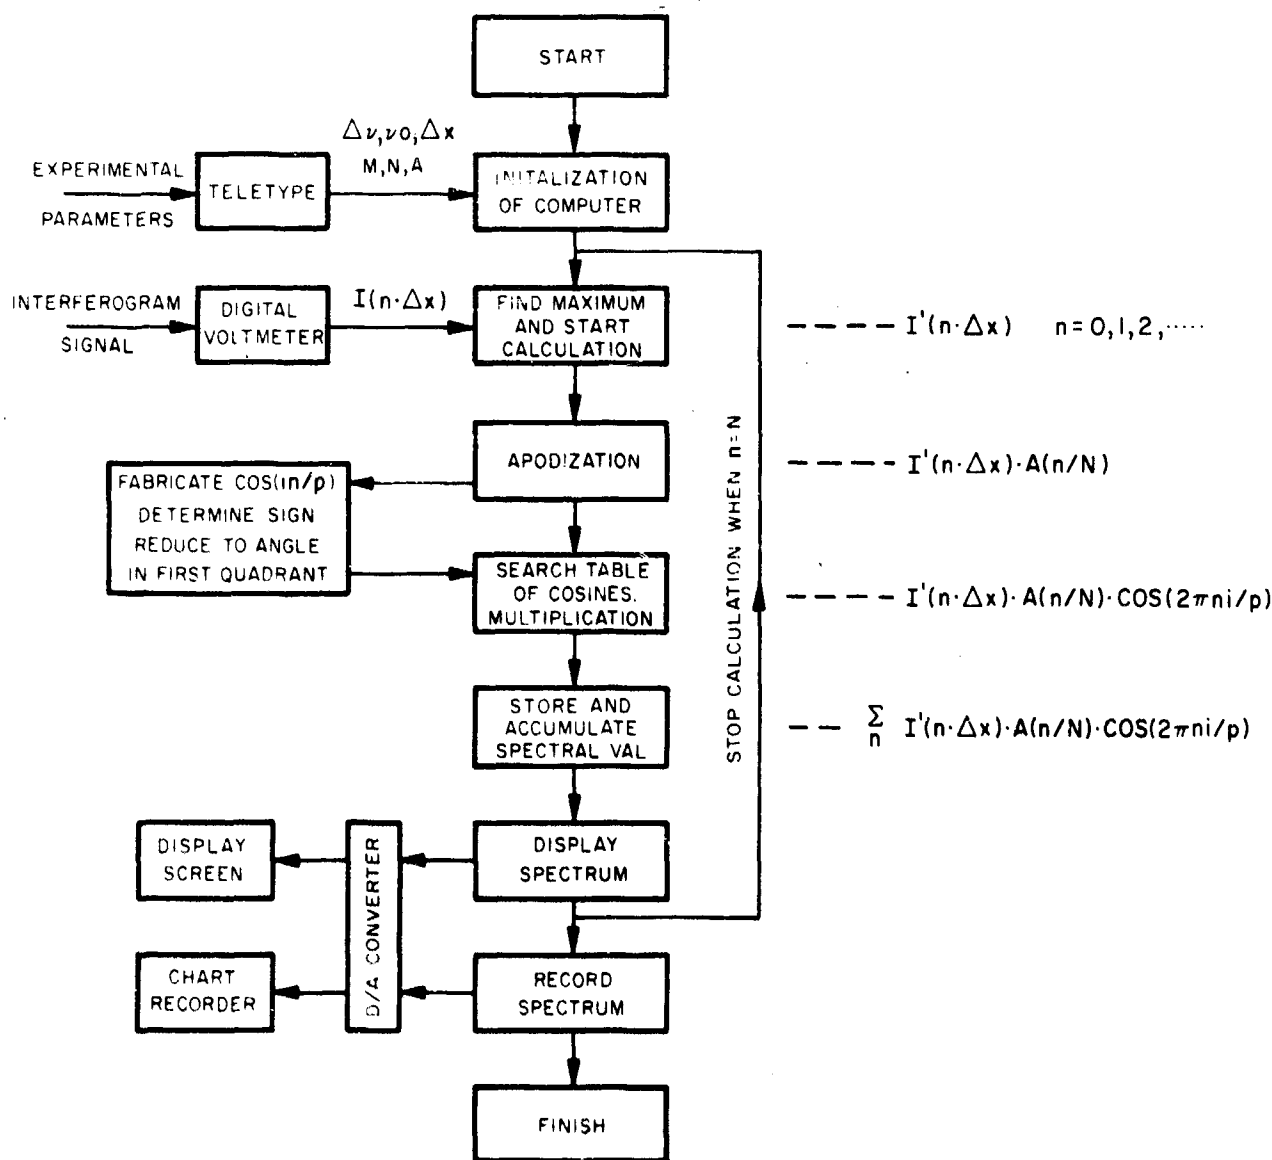 START
Δν,ν0,Δx
M,N,A
EXPERIMENTAL
PARAMETERS
TELETYPE
INITALIZATION
OF COMPUTER
INTERFEROGRAM
SIGNAL
DIGITAL
VOLTMETER
I(n·Δx)
FIND MAXIMUM
AND START
CALCULATION
I'(n·Δx) n=0,1,2,·····
APODIZATION
I'(n·Δx)·A(n/N)
FABRICATE COS(in/p)
DETERMINE SIGN
REDUCE TO ANGLE
IN FIRST QUADRANT
SEARCH TABLE
OF COSINES.
MULTIPLICATION
I'(n·Δx)·A(n/N)·COS(2πni/p)
STOP CALCULATION WHEN n=N
STORE AND
ACCUMULATE
SPECTRAL VAL
Σ I'(n·Δx)·A(n/N)·COS(2πni/p)
n
DISPLAY
SCREEN
D/A CONVERTER
DISPLAY
SPECTRUM
CHART
RECORDER
RECORD
SPECTRUM
FINISH